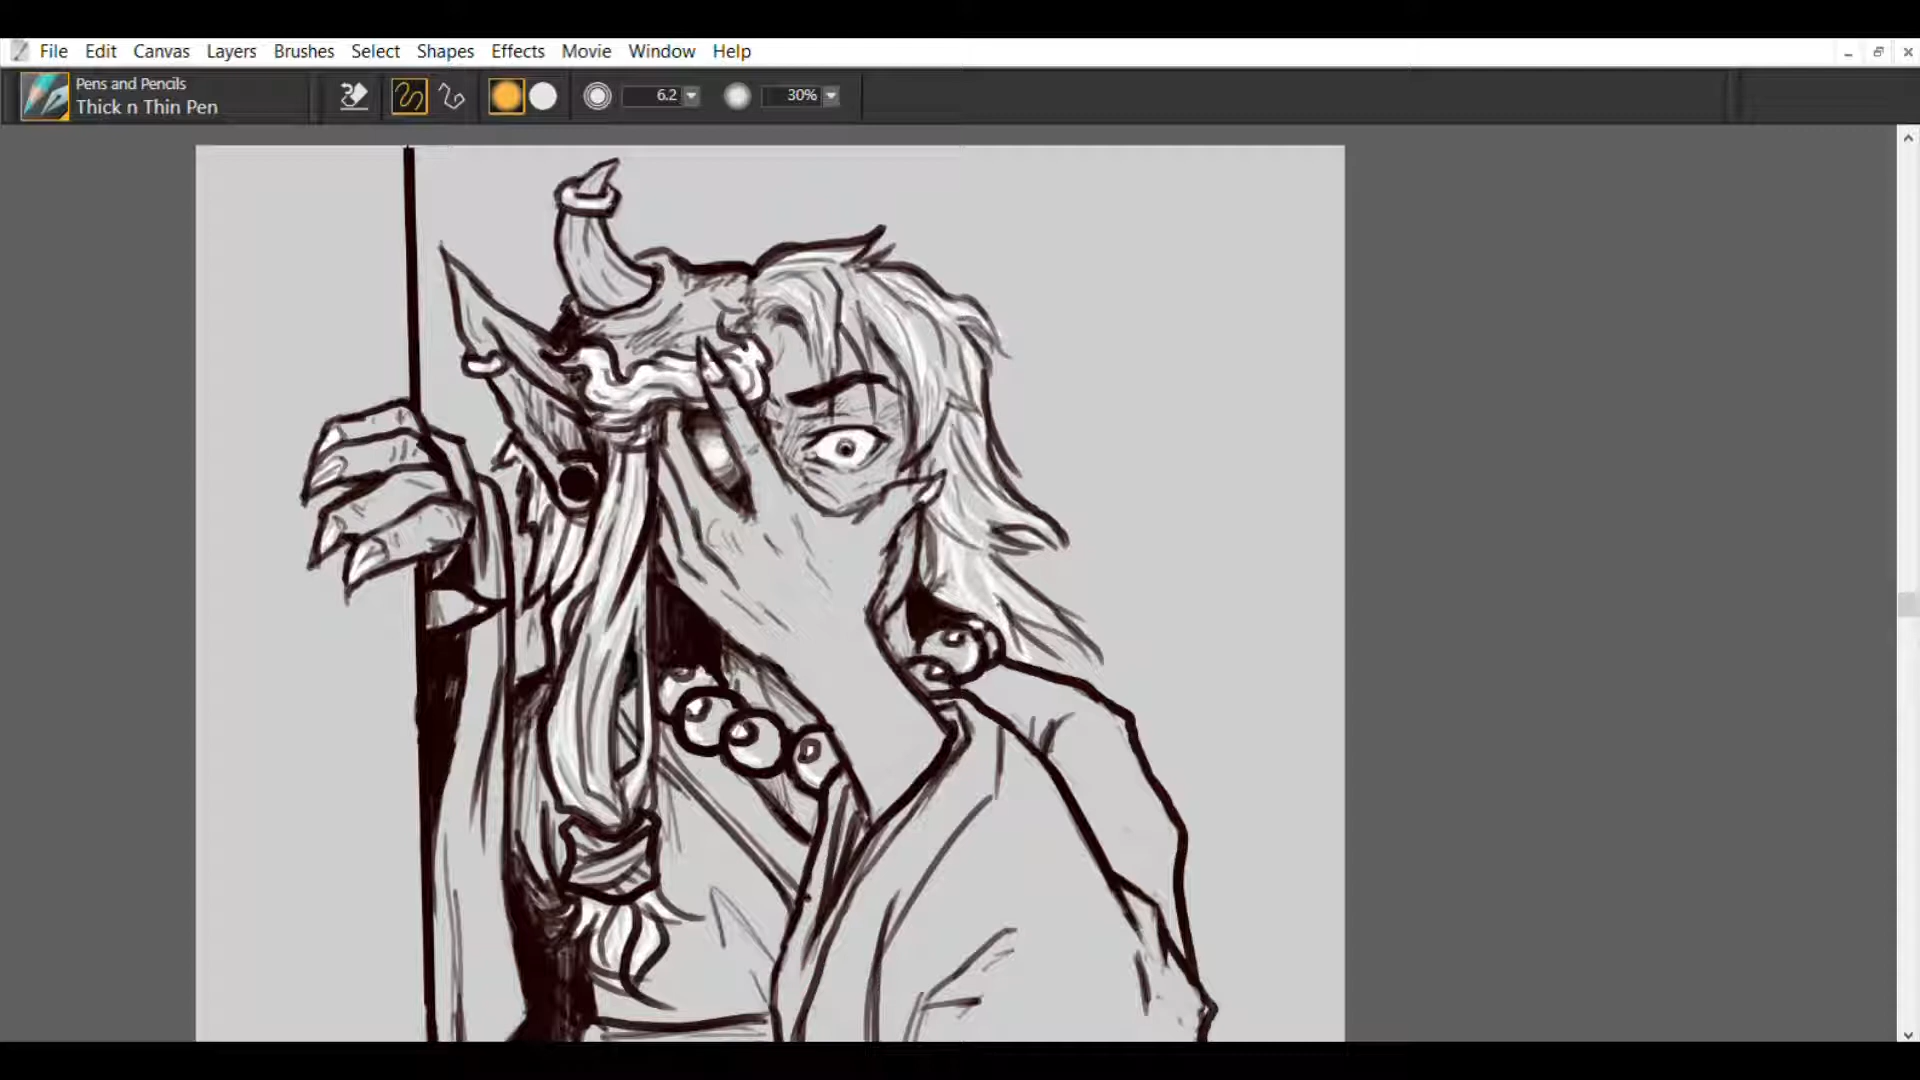 File Edit Canvas Layers Brushes Select Shapes Effects Movie Window Help
Pens and Pencils
Thick n Thin Pen
6.2 30%